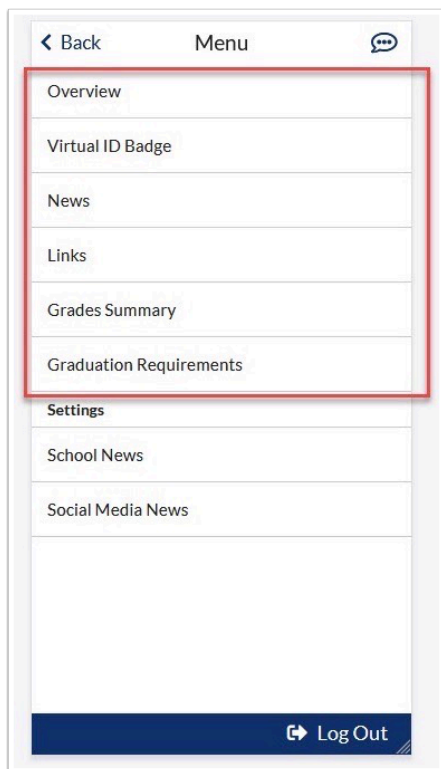 Back Menu
Overview
Virtual ID Badge
News
Links
Grades Summary
Graduation Requirements
Settings
School News
Social Media News
Log Out